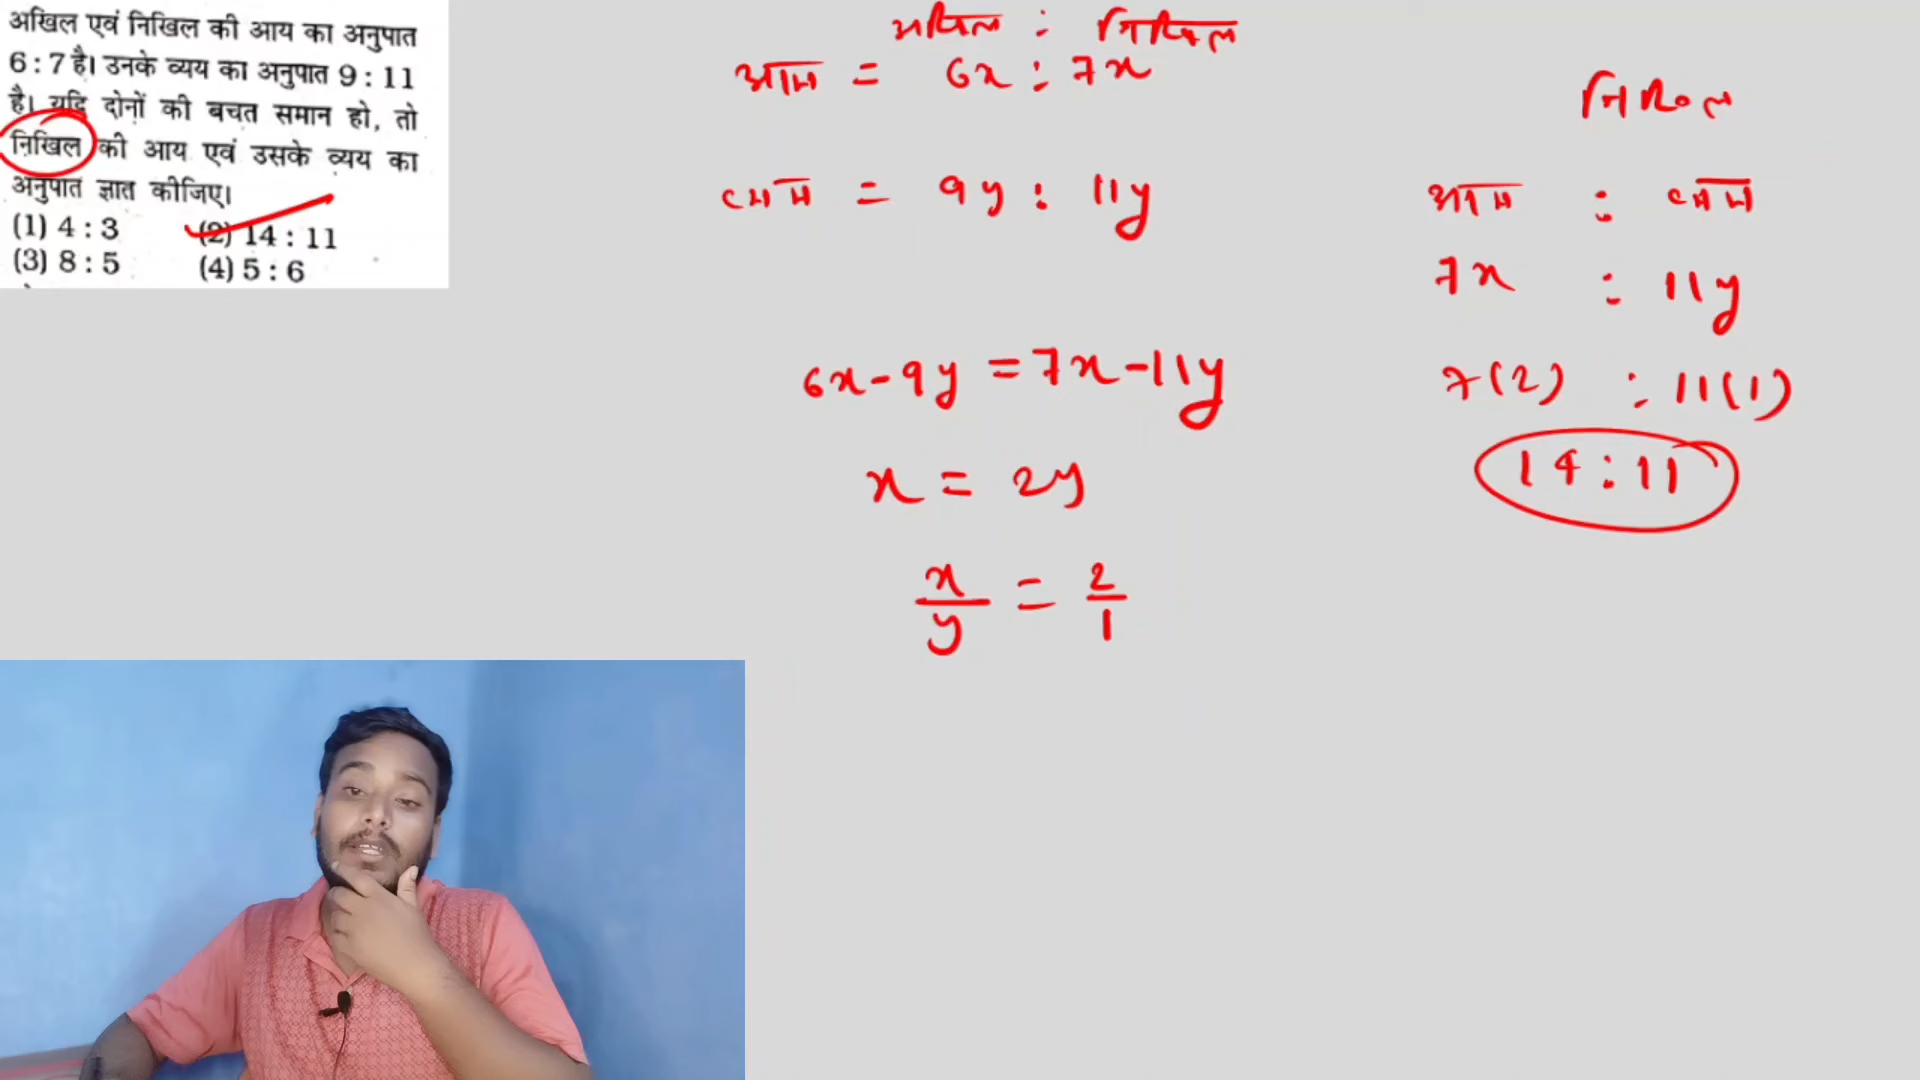 अखिल एवं निखिल की आय का अनुपात
6 : 7 है। उनके व्यय का अनुपात 9 : 11
है। यदि दोनों की बचत समान हो, तो
निखिल की आय एवं उसके व्यय का
अनुपात ज्ञात कीजिए।
(1) 4 : 3 (2) 14 : 11
(3) 8 : 5 (4) 5 : 6
अखिल : निखिल
आय = 6x : 7x
व्यय = 9y : 11y
6x - 9y = 7x - 11y
x = 2y
x/y = 2/1
निखिल
आय : व्यय
7x : 11y
7(2) : 11(1)
14 : 11